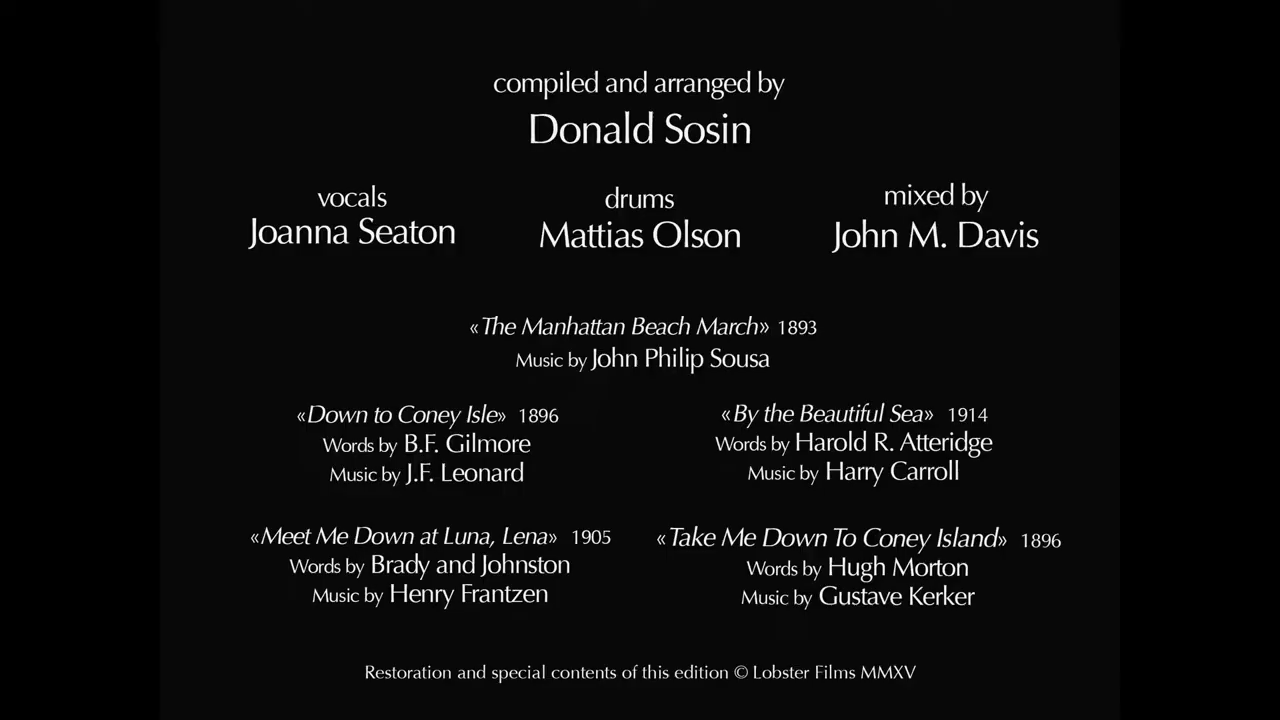 compiled and arranged by
Donald Sosin
vocals
Joanna Seaton
drums
Mattias Olson
mixed by
John M. Davis
«The Manhattan Beach March» 1893
Music by John Philip Sousa
«Down to Coney Isle» 1896
Words by B.F. Gilmore
Music by J.F. Leonard
«By the Beautiful Sea» 1914
Words by Harold R. Atteridge
Music by Harry Carroll
«Meet Me Down at Luna, Lena» 1905
Words by Brady and Johnston
Music by Henry Frantzen
«Take Me Down To Coney Island» 1896
Words by Hugh Morton
Music by Gustave Kerker
Restoration and special contents of this edition © Lobster Films MMXV